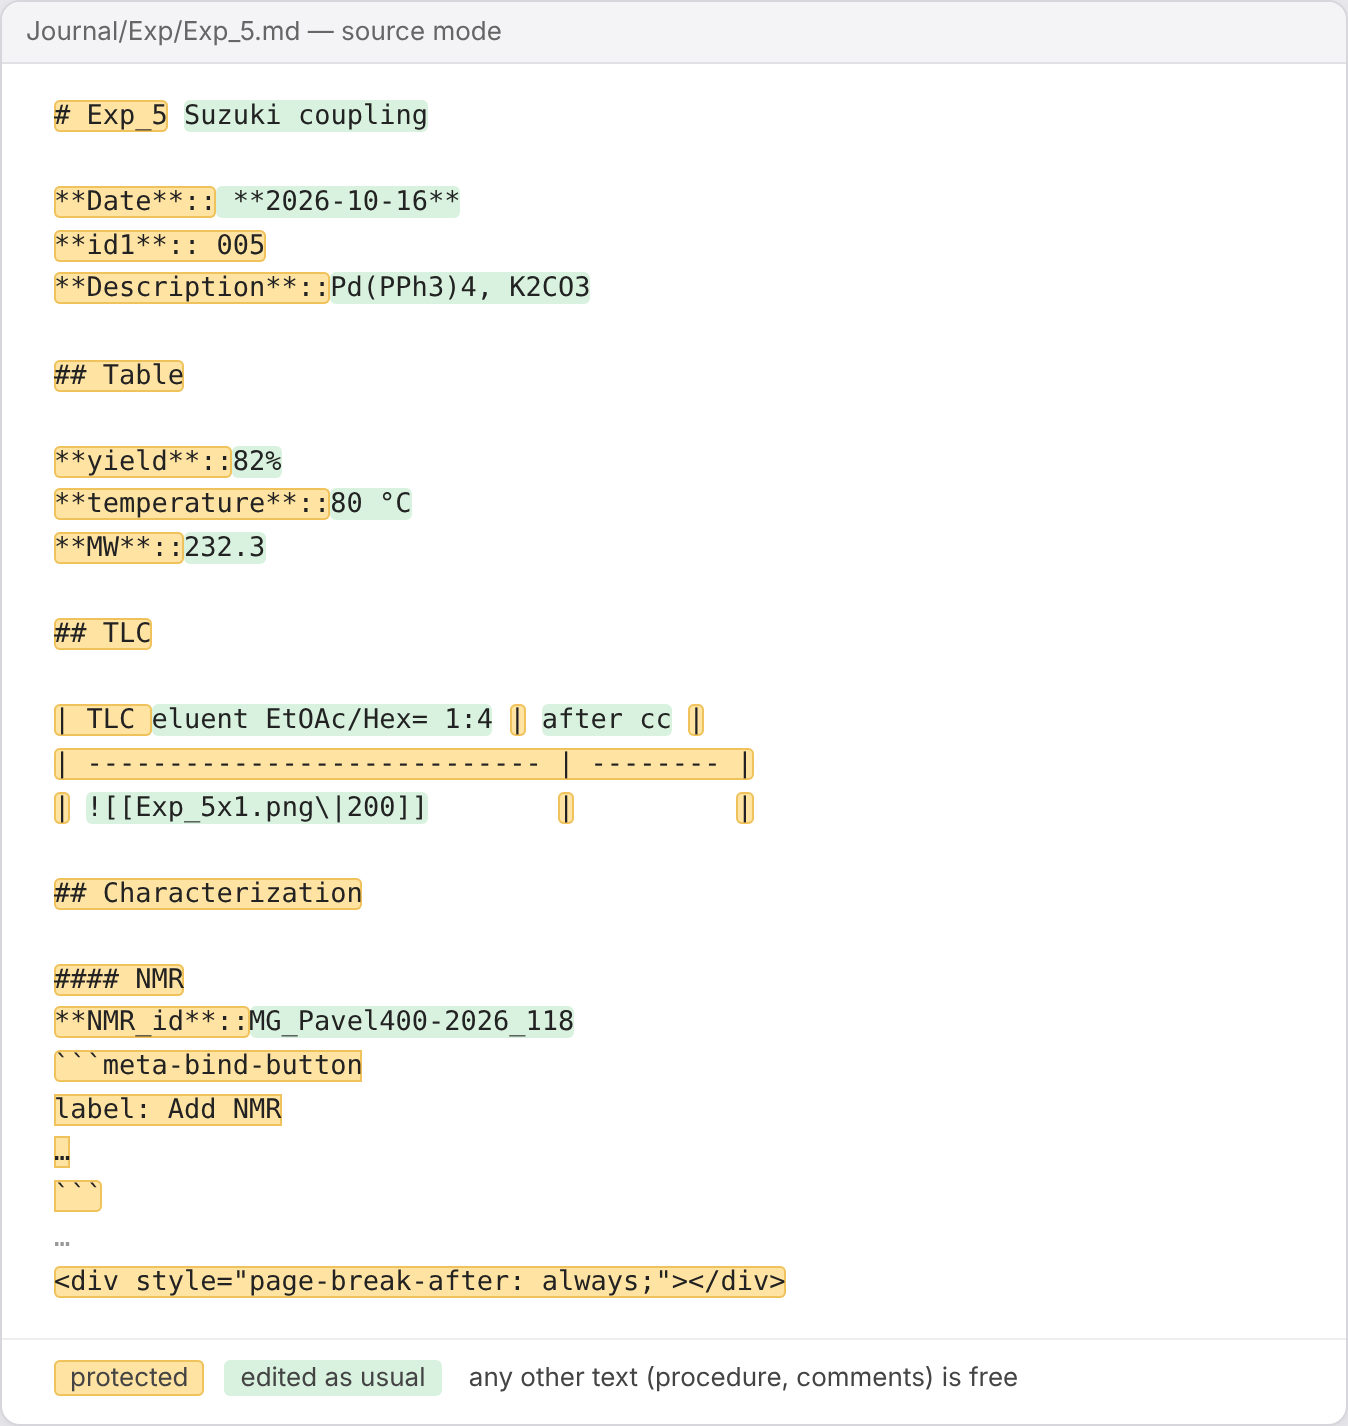 Journal/Exp/Exp_5.md — source mode
# Exp_5 Suzuki coupling
**Date**:: **2026-10-16**
**id1**:: 005
**Description**::Pd(PPh3)4, K2CO3
## Table
**yield**::82%
**temperature**::80 °C
**MW**::232.3
## TLC
| TLC eluent EtOAc/Hex= 1:4 | after cc |
| ---------------------------- | -------- |
| ![[Exp_5x1.png\|200]]        |          |
## Characterization
#### NMR
**NMR_id**::MG_Pavel400-2026_118
```meta-bind-button
label: Add NMR
…
```
…
<div style="page-break-after: always;"></div>
protected edited as usual any other text (procedure, comments) is free